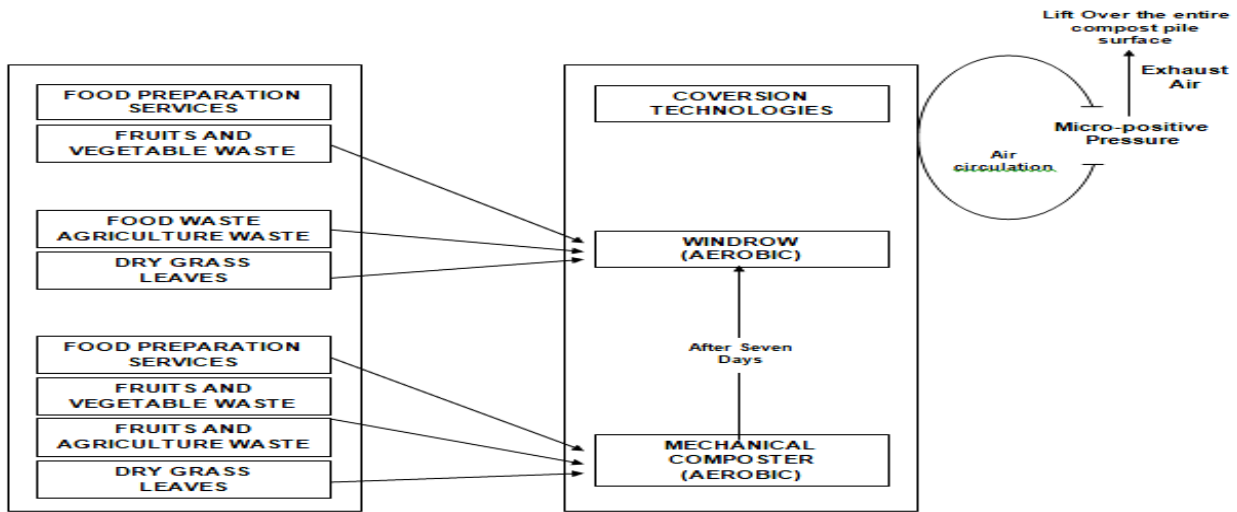 FOOD PREPARATION
SERVICES
FRUITS AND
VEGETABLE WASTE
FOOD WASTE
AGRICULTURE WASTE
DRY GRASS
LEAVES
FOOD PREPARATION
SERVICES
FRUITS AND
VEGETABLE WASTE
FRUITS AND
AGRICULTURE WASTE
DRY GRASS
LEAVES
COVERSION
TECHNOLOGIES
WINDROW
(AEROBIC)
After Seven
Days
MECHANICAL
COMPOSTER
(AEROBIC)
Lift Over the entire
compost pile
surface
Exhaust
Air
Micro-positive
Pressure
Air
circulation